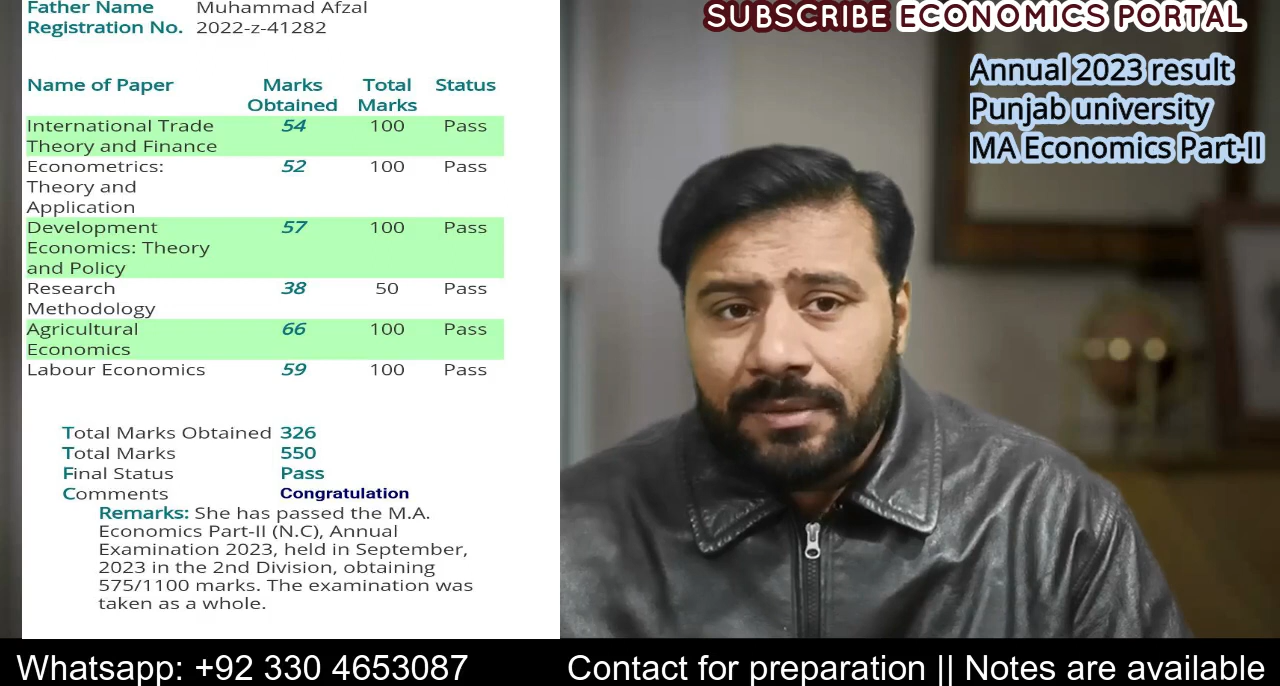 Father Name Muhammad Afzal
Registration No. 2022-z-41282
Name of Paper Marks Obtained Total Marks Status
International Trade Theory and Finance 54 100 Pass
Econometrics: Theory and Application 52 100 Pass
Development Economics: Theory and Policy 57 100 Pass
Research Methodology 38 50 Pass
Agricultural Economics 66 100 Pass
Labour Economics 59 100 Pass
Total Marks Obtained 326
Total Marks 550
Final Status Pass
Comments Congratulation
Remarks: She has passed the M.A.
Economics Part-II (N.C), Annual
Examination 2023, held in September,
2023 in the 2nd Division, obtaining
575/1100 marks. The examination was
taken as a whole.
SUBSCRIBE ECONOMICS PORTAL
Annual 2023 result
Punjab university
MA Economics Part-II
Whatsapp: +92 330 4653087
Contact for preparation || Notes are available